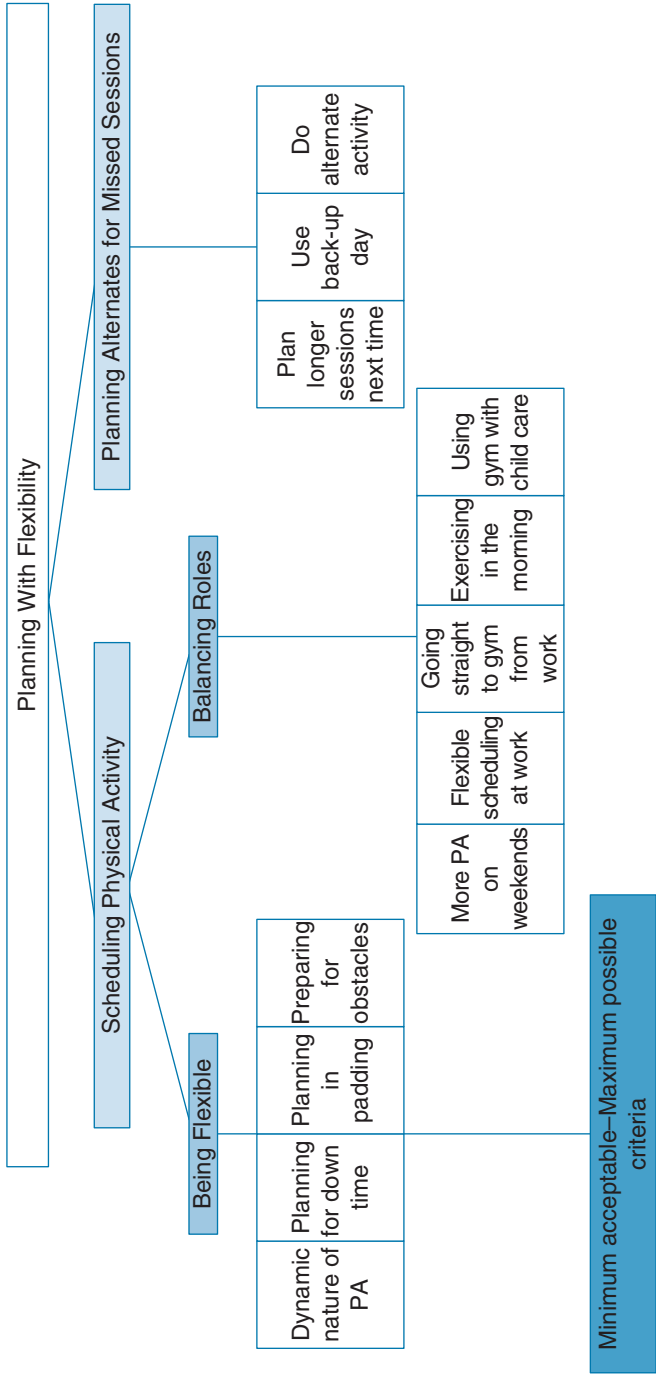 Planning With Flexibility
Scheduling Physical Activity
Planning Alternates for Missed Sessions
Being Flexible
Balancing Roles
Dynamic
nature of
PA
Planning
for down
time
Planning
in
padding
Preparing
for
obstacles
Plan
longer
sessions
next time
Use
back-up
day
Do
alternate
activity
More PA
on
weekends
Flexible
scheduling
at work
Going
straight
to gym
from
work
Exercising
in the
morning
Using
gym with
child care
Minimum acceptable–Maximum possible
criteria